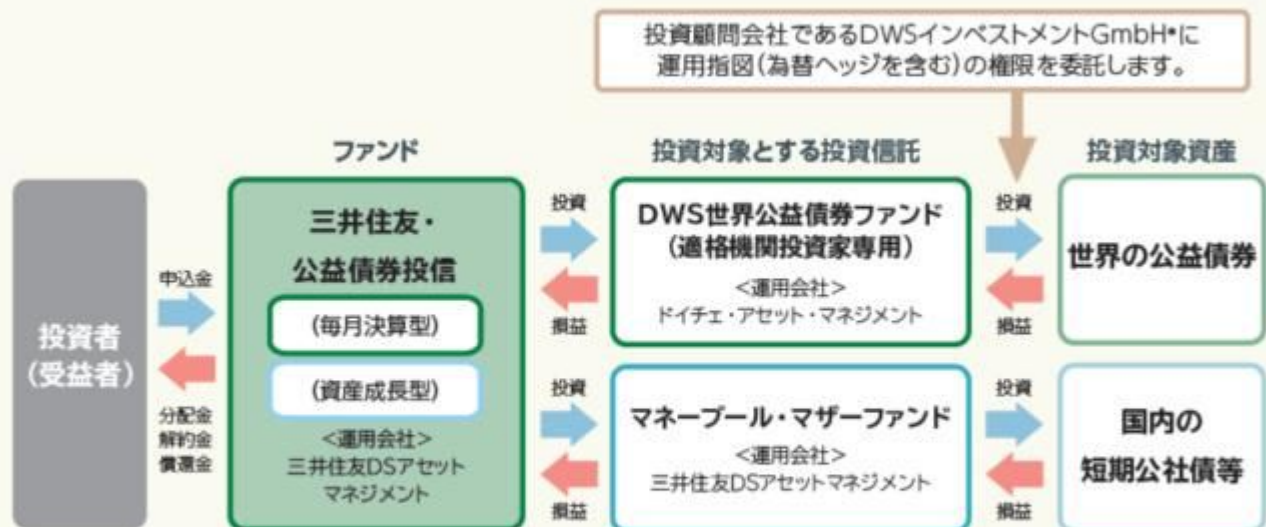 投資顧問会社であるDWSインベストメントGmbH*に
運用指図(為替ヘッジを含む)の権限を委託します。
ファンド
投資対象とする投資信託
投資対象資産
投資者
(受益者)
申込金
分配金
解約金
償還金
三井住友・
公益債券投信
(毎月決算型)
(資産成長型)
<運用会社>
三井住友DSアセット
マネジメント
投資
損益
投資
損益
DWS世界公益債券ファンド
(適格機関投資家専用)
<運用会社>
ドイチェ・アセット・マネジメント
マネープール・マザーファンド
<運用会社>
三井住友DSアセットマネジメント
投資
損益
投資
損益
世界の公益債券
国内の
短期公社債等